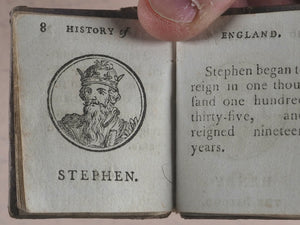 8 HISTORY of
STEPHEN.
ENGLAND.
Stephen began t
reign in one thou
sand one hundre
thirty-five, and
reigned nineteen
years.